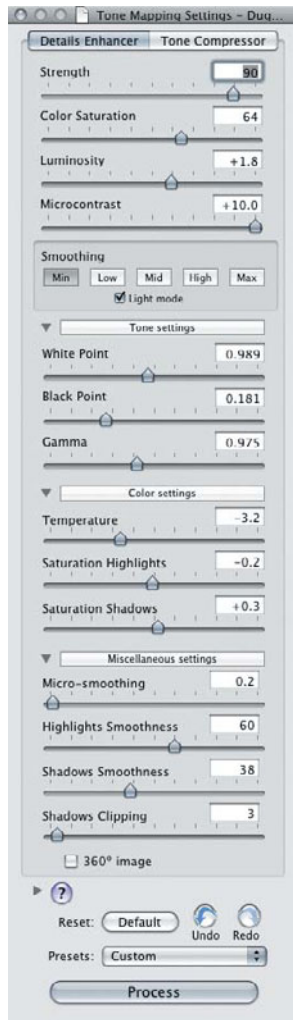 Tone Mapping Settings – Dug...
Details Enhancer Tone Compressor
Strength 90
Color Saturation 64
Luminosity +1.8
Microcontrast +10.0
Smoothing
Min Low Mid High Max
Light mode
Tone settings
White Point 0.989
Black Point 0.181
Gamma 0.975
Color settings
Temperature -3.2
Saturation Highlights -0.2
Saturation Shadows +0.3
Miscellaneous settings
Micro-smoothing 0.2
Highlights Smoothness 60
Shadows Smoothness 38
Shadows Clipping 3
360° image
?
Reset: Default Undo Redo
Presets: Custom
Process